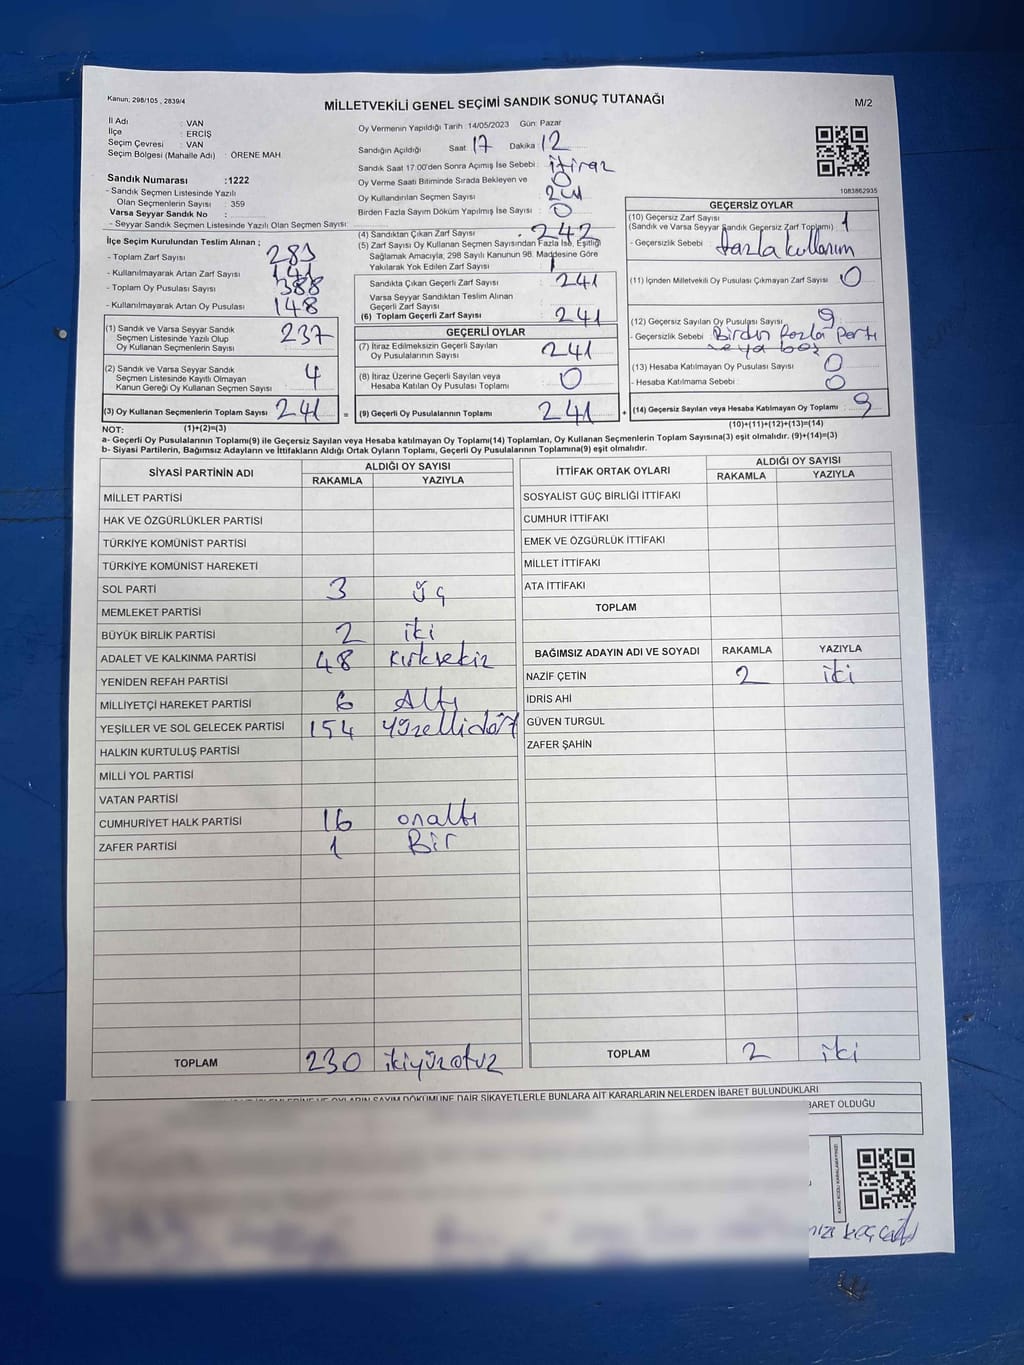 Kanun; 298/105 , 2839/4
MİLLETVEKİLİ GENEL SEÇİMİ SANDIK SONUÇ TUTANAĞI
M/2
İl Adı : VAN
İlçe : ERCİŞ
Seçim Çevresi : VAN
Seçim Bölgesi (Mahalle Adı) : ÖRENE MAH
Sandık Numarası : 1222
- Sandık Seçmen Listesinde Yazılı
Olan Seçmenlerin Sayısı : 359
Varsa Seyyar Sandık No :
- Seyyar Sandık Seçmen Listesinde Yazılı Olan Seçmen Sayısı :
Oy Vermenin Yapıldığı Tarih : 14/05/2023 Gün: Pazar
Sandığın Açıldığı Saat 17 Dakika 12
Sandık Saat 17:00'den Sonra Açılmış İse Sebebi : itiraz
Oy Verme Saati Bitiminde Sırada Bekleyen ve 0
Oy Kullandırılan Seçmen Sayısı : 241
Birden Fazla Sayım Döküm Yapılmış İse Sayısı : 0
1083862935
İlçe Seçim Kurulundan Teslim Alınan ;
- Toplam Zarf Sayısı 283
- Kullanılmayarak Artan Zarf Sayısı 141
- Toplam Oy Pusulası Sayısı 388
- Kullanılmayarak Artan Oy Pusulası 148
(1) Sandık ve Varsa Seyyar Sandık
Seçmen Listesinde Yazılı Olup
Oy Kullanan Seçmenlerin Sayısı 237
(2) Sandık ve Varsa Seyyar Sandık
Seçmen Listesinde Kayıtlı Olmayan
Kanun Gereği Oy Kullanan Seçmen Sayısı 4
(3) Oy Kullanan Seçmenlerin Toplam Sayısı 241 =
(4) Sandıktan Çıkan Zarf Sayısı 242
(5) Zarf Sayısı Oy Kullanan Seçmen Sayısından Fazla İse, Eşitliği
Sağlamak Amacıyla, 298 Sayılı Kanunun 98. Maddesine Göre
Yakılarak Yok Edilen Zarf Sayısı : 1
Sandıkta Çıkan Geçerli Zarf Sayısı 241
Varsa Seyyar Sandıktan Teslim Alınan
Geçerli Zarf Sayısı
(6) Toplam Geçerli Zarf Sayısı 241
GEÇERLİ OYLAR
(7) İtiraz Edilmeksizin Geçerli Sayılan
Oy Pusulalarının Sayısı 241
(8) İtiraz Üzerine Geçerli Sayılan veya
Hesaba Katılan Oy Pusulası Toplamı 0
(9) Geçerli Oy Pusulalarının Toplamı 241 +
GEÇERSİZ OYLAR
(10) Geçersiz Zarf Sayısı
(Sandık ve Varsa Seyyar Sandık Geçersiz Zarf Toplamı) : 1
- Geçersizlik Sebebi : fazla kullanım
(11) İçinden Milletvekili Oy Pusulası Çıkmayan Zarf Sayısı 0
(12) Geçersiz Sayılan Oy Pusulası Sayısı 9
- Geçersizlik Sebebi Birden fazla parti
veya boş
(13) Hesaba Katılmayan Oy Pusulası Sayısı 0
- Hesaba Katılmama Sebebi : 0
(14) Geçersiz Sayılan veya Hesaba Katılmayan Oy Toplamı : 9
NOT: (1)+(2)=(3)
(10)+(11)+(12)+(13)=(14)
a- Geçerli Oy Pusulalarının Toplamı(9) ile Geçersiz Sayılan veya Hesaba katılmayan Oy Toplamı(14) Toplamları, Oy Kullanan Seçmenlerin Toplam Sayısına(3) eşit olmalıdır. (9)+(14)=(3)
b- Siyasi Partilerin, Bağımsız Adayların ve İttifakların Aldığı Ortak Oyların Toplamı, Geçerli Oy Pusulalarının Toplamına(9) eşit olmalıdır.
SİYASİ PARTİNİN ADI ALDIĞI OY SAYISI
RAKAMLA YAZIYLA
MİLLET PARTİSİ
HAK VE ÖZGÜRLÜKLER PARTİSİ
TÜRKİYE KOMÜNİST PARTİSİ
TÜRKİYE KOMÜNİST HAREKETİ
SOL PARTİ 3 üç
MEMLEKET PARTİSİ
BÜYÜK BİRLİK PARTİSİ 2 iki
ADALET VE KALKINMA PARTİSİ 48 kırksekiz
YENİDEN REFAH PARTİSİ
MİLLİYETÇİ HAREKET PARTİSİ 6 Altı
YEŞİLLER VE SOL GELECEK PARTİSİ 154 yüzellidört
HALKIN KURTULUŞ PARTİSİ
MİLLİ YOL PARTİSİ
VATAN PARTİSİ
CUMHURİYET HALK PARTİSİ 16 onaltı
ZAFER PARTİSİ 1 Bir
TOPLAM 230 ikiyüzotuz
İTTİFAK ORTAK OYLARI ALDIĞI OY SAYISI
RAKAMLA YAZIYLA
SOSYALİST GÜÇ BİRLİĞİ İTTİFAKI
CUMHUR İTTİFAKI
EMEK VE ÖZGÜRLÜK İTTİFAKI
MİLLET İTTİFAKI
ATA İTTİFAKI
TOPLAM
BAĞIMSIZ ADAYIN ADI VE SOYADI RAKAMLA YAZIYLA
NAZİF ÇETİN 2 iki
İDRİS AHİ
GÜVEN TURGUL
ZAFER ŞAHİN
TOPLAM 2 iki
SAYIM DÖKÜMÜNE DAİR ŞİKAYETLERLE BUNLARA AİT KARARLARIN NELERDEN İBARET BULUNDUKLARI
İBARET OLDUĞU